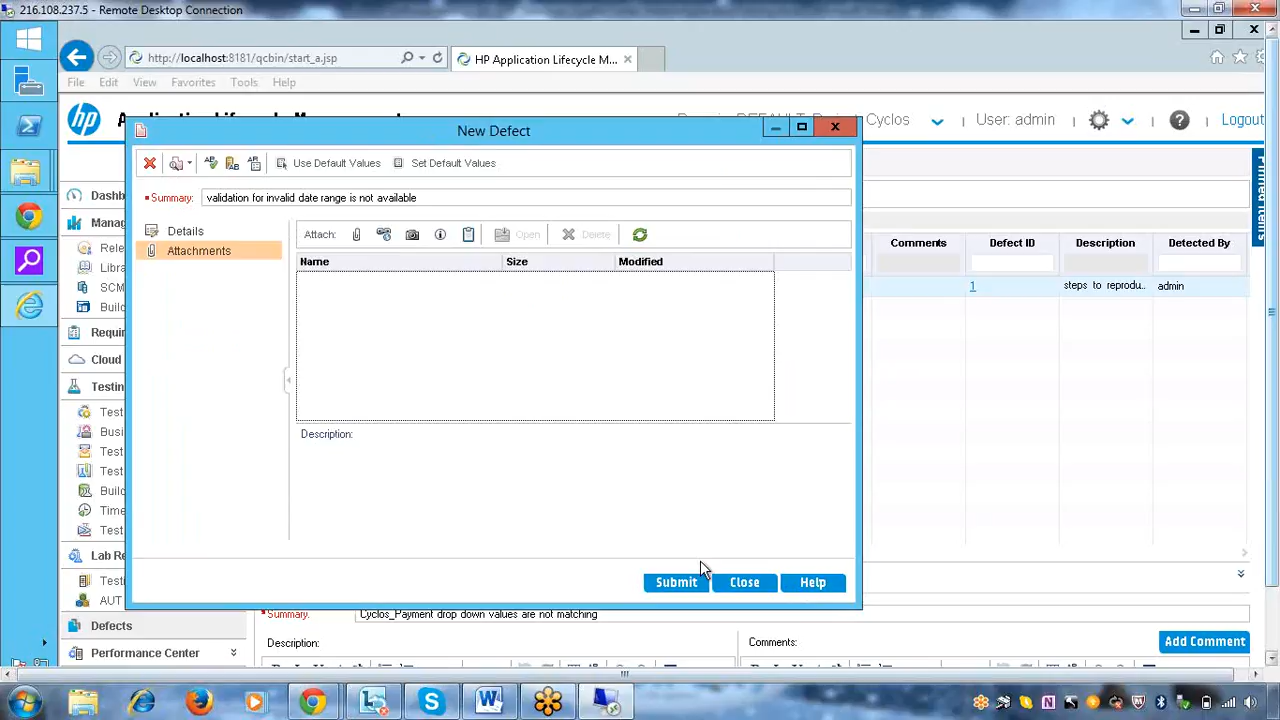 216.108.237.5 - Remote Desktop Connection
http://localhost:8181/qcbin/start_a.jsp
HP Application Lifecycle M...
File Edit View Favorites Tools Help
hp
Cyclos
User: admin
Logout
New Defect
Use Default Values
Set Default Values
Summary: validation for invalid date range is not available
Details
Attachments
Attach:
Open
Delete
Name Size Modified
Description:
Submit
Close
Help
Pinned Items
Comments Defect ID Description Detected By
1 steps to reprodu.. admin
Dashb
Manag
Rele
Libra
SCM
Build
Requir
Cloud
Testin
Test
Busi
Test
Test
Build
Time
Test
Lab Re
Testi
AUT
Defects
Performance Center
Summary: Cyclos_Payment drop down values are not matching
Description:
Comments:
Add Comment